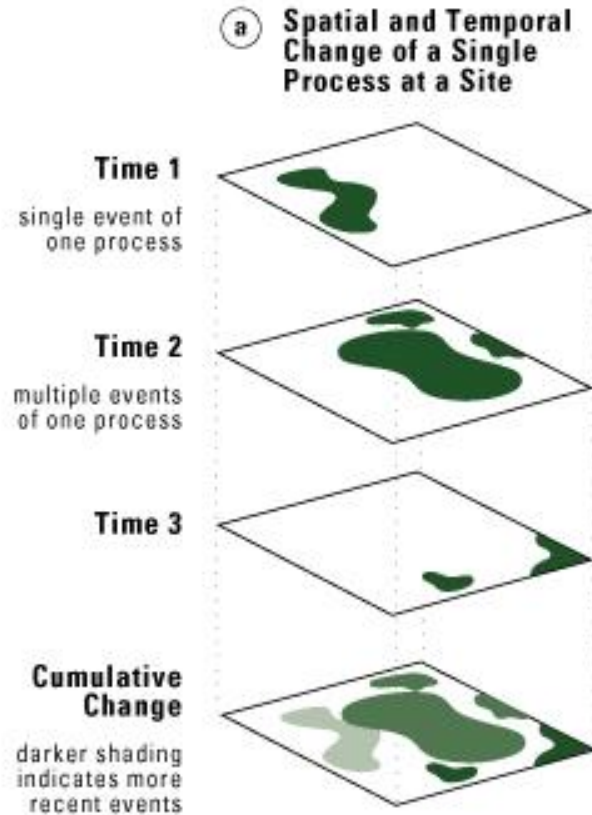 a
Spatial and Temporal
Change of a Single
Process at a Site
Time 1
single event of
one process
Time 2
multiple events
of one process
Time 3
Cumulative
Change
darker shading
indicates more
recent events